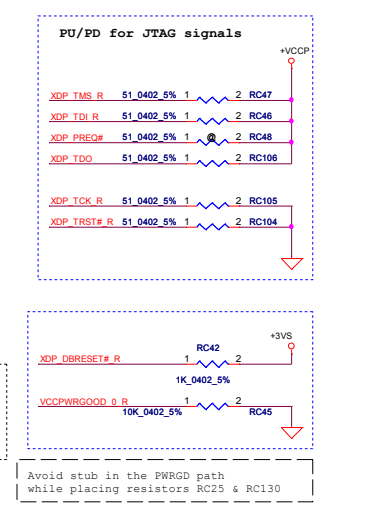 PU/PD for JTAG signals
+VCCP
XDP_TMS_R 51_0402_5% 1 2 RC47
XDP_TDI_R 51_0402_5% 1 2 RC46
XDP_PREQ# 51_0402_5% 1 @ 2 RC48
XDP_TDO 51_0402_5% 1 2 RC106
XDP_TCK_R 51_0402_5% 1 2 RC105
XDP_TRST#_R 51_0402_5% 1 2 RC104
+3VS
RC42
XDP_DBRESET#_R 1 2
1K_0402_5%
VCCPWRGOOD_0_R 1 2
10K_0402_5% RC45
Avoid stub in the PWRGD path
while placing resistors RC25 & RC130